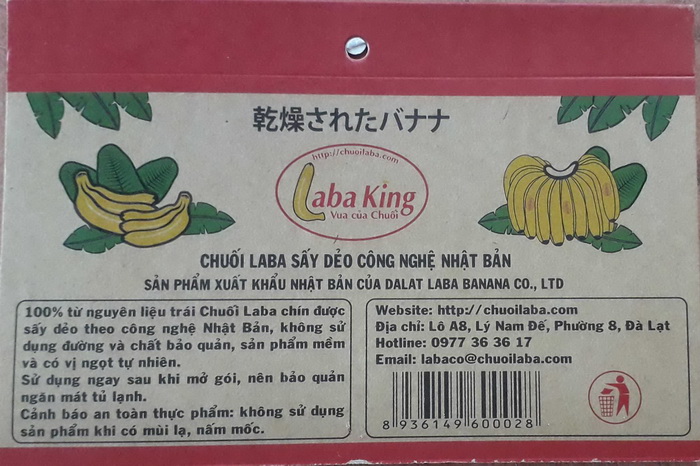 乾燥されたバナナ
http://chuoilaba.com
Laba King
Vua của Chuối
CHUỐI LABA SẤY DẺO CÔNG NGHỆ NHẬT BẢN
SẢN PHẨM XUẤT KHẨU NHẬT BẢN CỦA DALAT LABA BANANA CO., LTD
100% từ nguyên liệu trái Chuối Laba chín được
sấy dẻo theo công nghệ Nhật Bản, không sử
dụng đường và chất bảo quản, sản phẩm mềm
và có vị ngọt tự nhiên.
Sử dụng ngay sau khi mở gói, nên bảo quản
ngăn mát tủ lạnh.
Cảnh báo an toàn thực phẩm: không sử dụng
sản phẩm khi có mùi lạ, nấm mốc.
Website: http://chuoilaba.com
Địa chỉ: Lô A8, Lý Nam Đế, Phường 8, Đà Lạt
Hotline: 0977 36 36 17
Email: labaco@chuoilaba.com
8 936149 600028